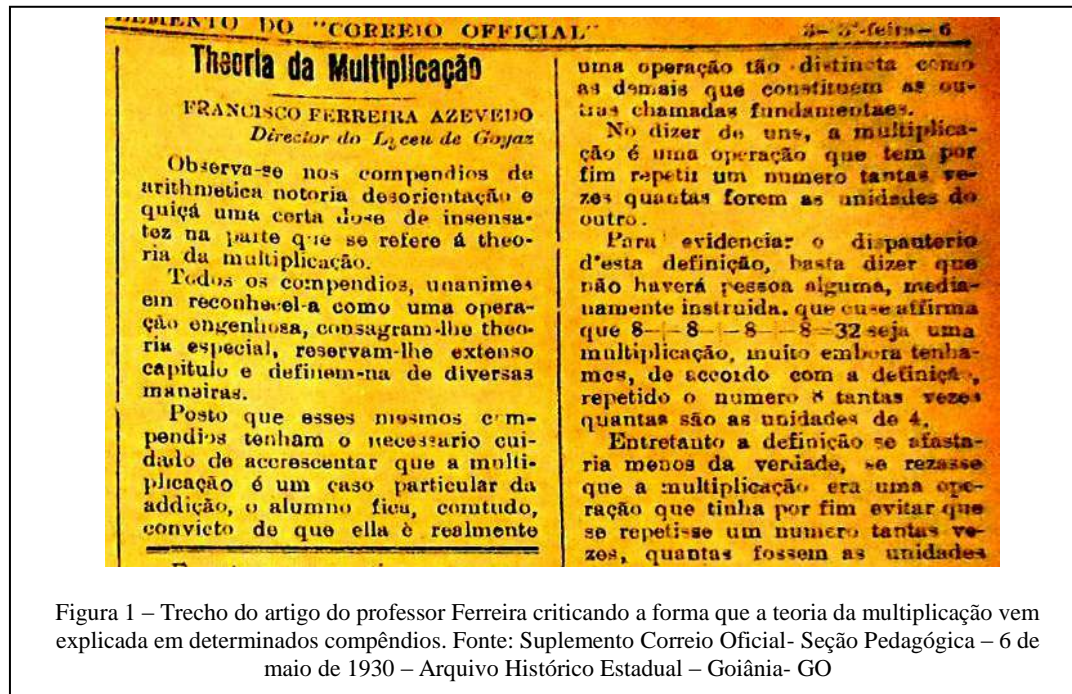 LEMENTO DO "CORREIO OFFICIAL" 3–3ª-feira–6
Theoria da Multiplicação
FRANCISCO FERREIRA AZEVEDO
Director do Lyceu de Goyaz
Observa-se nos compendios de
arithmetica notoria desorientação e
quiçá uma certa dose de insensa-
tez na parte que se refere á theo-
ria da multiplicação.
Todos os compendios, unanimes
em reconhecel-a como uma opera-
ção engenhosa, consagram-lhe theo-
ria especial, reservam-lhe extenso
capitulo e definem-na de diversas
maneiras.
Posto que esses mesmos com-
pendios tenham o necessario cui-
dado de accrescentar que a multi-
plicação é um caso particular da
addição, o alumno fica, comtudo,
convicto de que ella è realmente
uma operação tão distincta como
as demais que constituem as ou-
tras chamadas fundamentaes.
No dizer de uns, a multiplica-
ção é uma operação que tem por
fim repetir um numero tantas ve-
zes quantas forem as unidades do
outro.
Para evidenciar o dispauterio
d'esta definição, basta dizer que
não haverá pessoa alguma, media-
namente instruida, que ouse affirma
que 8-|-8-|-8-|-8=32 seja uma
multiplicação, muito embora tenha-
mos, de accordo com a definição,
repetido o numero 8 tantas vezes
quantas são as unidades de 4.
Entretanto a definição se afasta-
ria menos da verdade, se rezasse
que a multiplicação era uma ope-
ração que tinha por fim evitar que
se repetisse um numero tantas ve-
zes, quantas fossem as unidades
Figura 1 – Trecho do artigo do professor Ferreira criticando a forma que a teoria da multiplicação vem
explicada em determinados compêndios. Fonte: Suplemento Correio Oficial- Seção Pedagógica – 6 de
maio de 1930 – Arquivo Histórico Estadual – Goiânia- GO